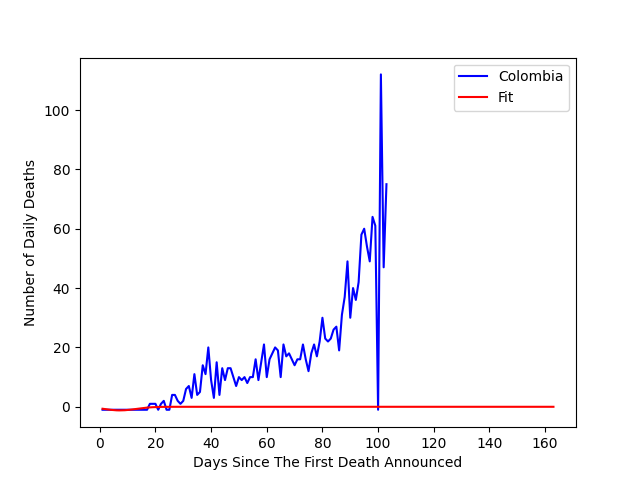 Colombia
Fit
Number of Daily Deaths
100
80
60
40
20
0
0 20 40 60 80 100 120 140 160
Days Since The First Death Announced